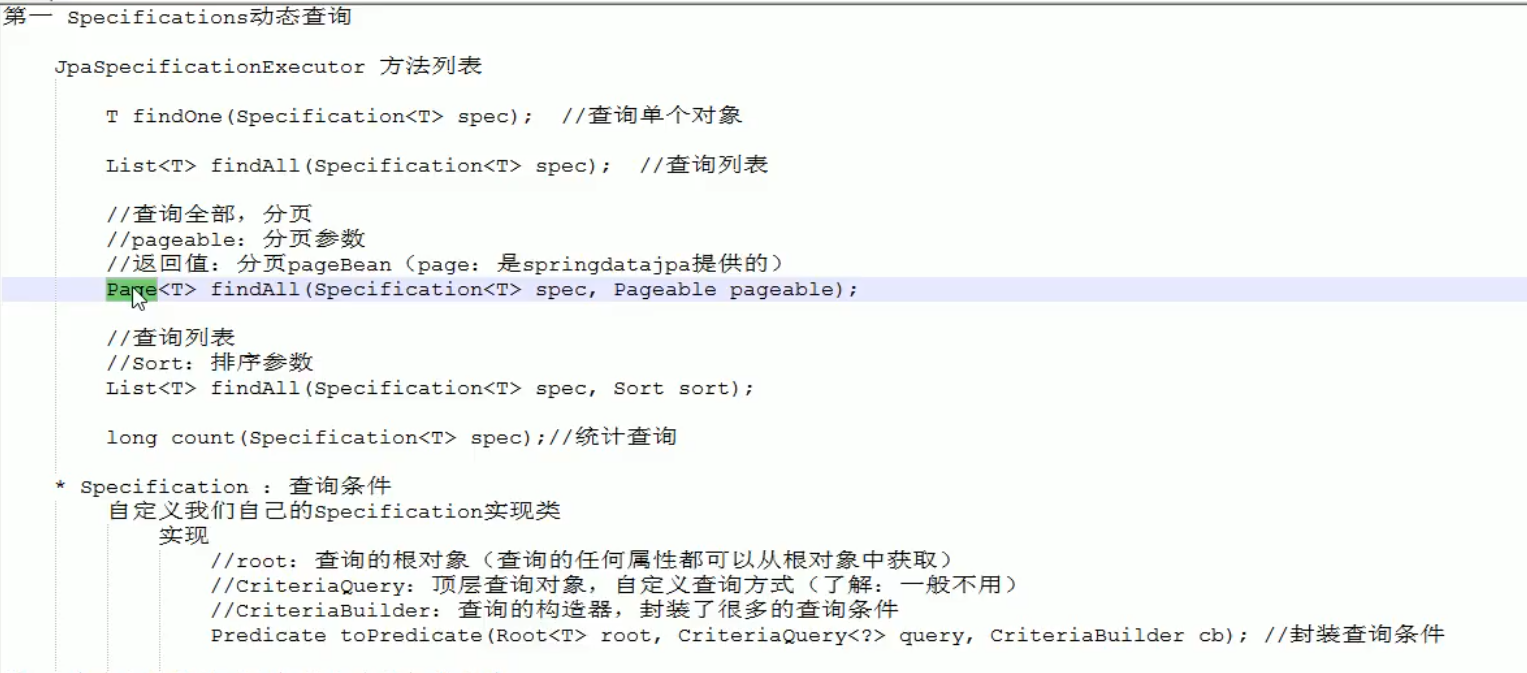 第一 Specifications动态查询
JpaSpecificationExecutor 方法列表
T findOne(Specification<T> spec); //查询单个对象
List<T> findAll(Specification<T> spec); //查询列表
//查询全部，分页
//pageable：分页参数
//返回值：分页pageBean（page：是springdatajpa提供的）
Page<T> findAll(Specification<T> spec, Pageable pageable);
//查询列表
//Sort：排序参数
List<T> findAll(Specification<T> spec, Sort sort);
long count(Specification<T> spec);//统计查询
* Specification ：查询条件
自定义我们自己的Specification实现类
实现
//root：查询的根对象（查询的任何属性都可以从根对象中获取）
//CriteriaQuery：顶层查询对象，自定义查询方式（了解：一般不用）
//CriteriaBuilder：查询的构造器，封装了很多的查询条件
Predicate toPredicate(Root<T> root, CriteriaQuery<?> query, CriteriaBuilder cb); //封装查询条件